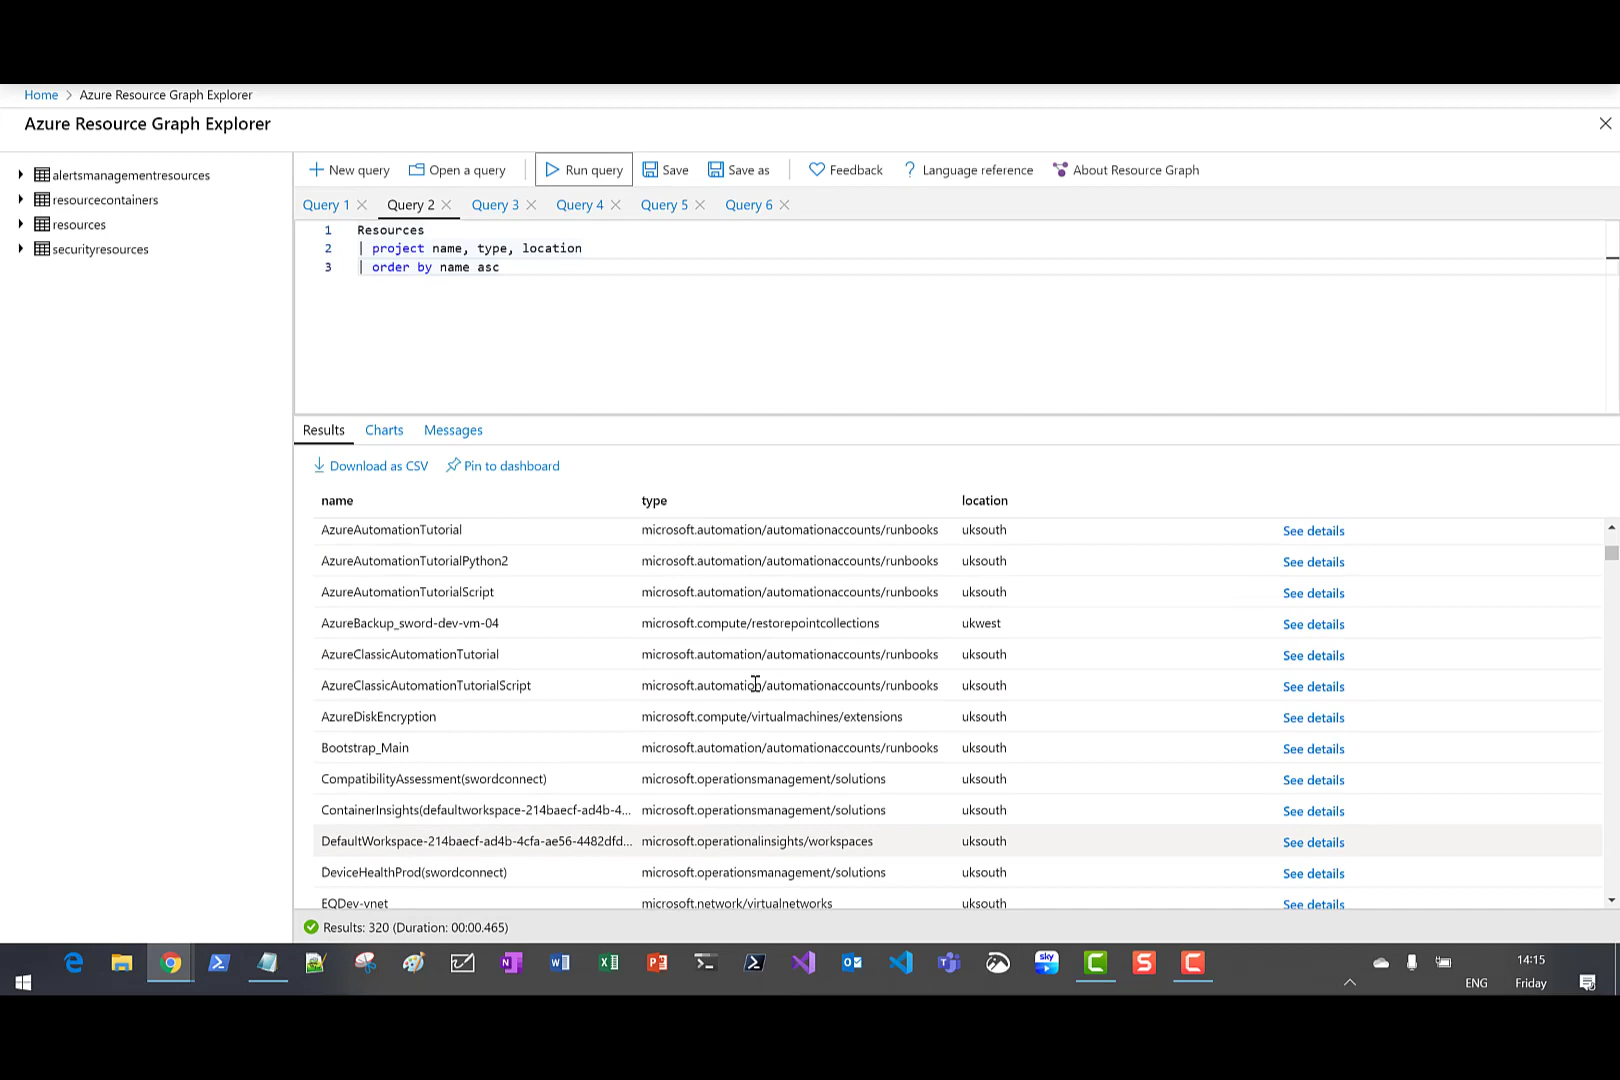 Home > Azure Resource Graph Explorer
Azure Resource Graph Explorer
alertsmanagementresources
resourcecontainers
resources
securityresources
New query Open a query Run query Save Save as Feedback ? Language reference About Resource Graph
Query 1 Query 2 Query 3 Query 4 Query 5 Query 6
1 Resources
2 | project name, type, location
3 | order by name asc
Results Charts Messages
Download as CSV Pin to dashboard
name type location
AzureAutomationTutorial microsoft.automation/automationaccounts/runbooks uksouth See details
AzureAutomationTutorialPython2 microsoft.automation/automationaccounts/runbooks uksouth See details
AzureAutomationTutorialScript microsoft.automation/automationaccounts/runbooks uksouth See details
AzureBackup_sword-dev-vm-04 microsoft.compute/restorepointcollections ukwest See details
AzureClassicAutomationTutorial microsoft.automation/automationaccounts/runbooks uksouth See details
AzureClassicAutomationTutorialScript microsoft.automation/automationaccounts/runbooks uksouth See details
AzureDiskEncryption microsoft.compute/virtualmachines/extensions uksouth See details
Bootstrap_Main microsoft.automation/automationaccounts/runbooks uksouth See details
CompatibilityAssessment(swordconnect) microsoft.operationsmanagement/solutions uksouth See details
ContainerInsights(defaultworkspace-214baecf-ad4b-4... microsoft.operationsmanagement/solutions uksouth See details
DefaultWorkspace-214baecf-ad4b-4cfa-ae56-4482dfd... microsoft.operationalinsights/workspaces uksouth See details
DeviceHealthProd(swordconnect) microsoft.operationsmanagement/solutions uksouth See details
EQDev-vnet microsoft.network/virtualnetworks uksouth See details
Results: 320 (Duration: 00:00.465)
sky
14:15
ENG Friday